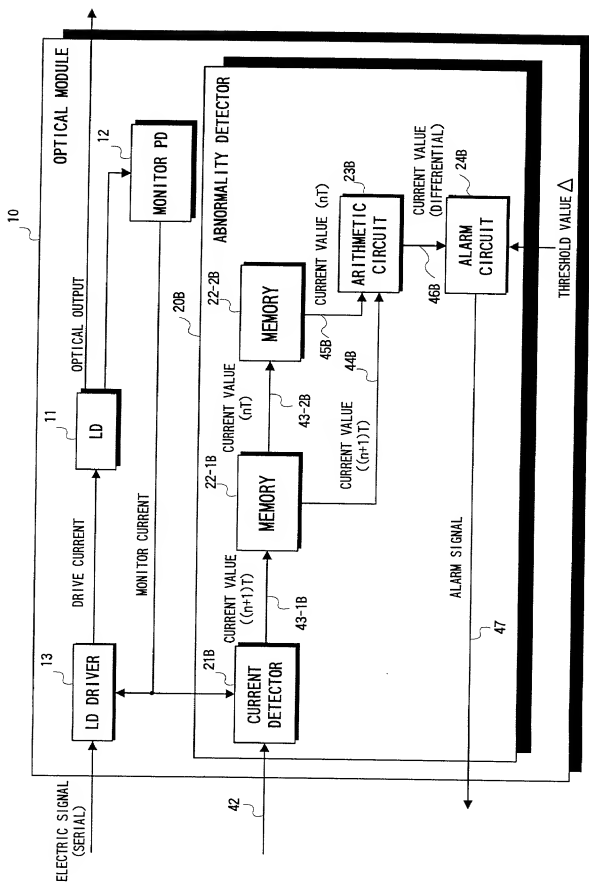 10
OPTICAL MODULE
ELECTRIC SIGNAL
(SERIAL)
13
LD DRIVER
DRIVE CURRENT
11
LD
OPTICAL OUTPUT
12
MONITOR PD
MONITOR CURRENT
20B
ABNORMALITY DETECTOR
42
21B
CURRENT
DETECTOR
CURRENT VALUE
((n+1)T)
43-1B
22-1B
MEMORY
CURRENT VALUE
(nT)
43-2B
22-2B
MEMORY
CURRENT VALUE
((n+1)T)
44B
45B
CURRENT VALUE (nT)
23B
ARITHMETIC
CIRCUIT
46B
CURRENT VALUE
(DIFFERENTIAL)
24B
ALARM
CIRCUIT
ALARM SIGNAL
47
THRESHOLD VALUE Δ